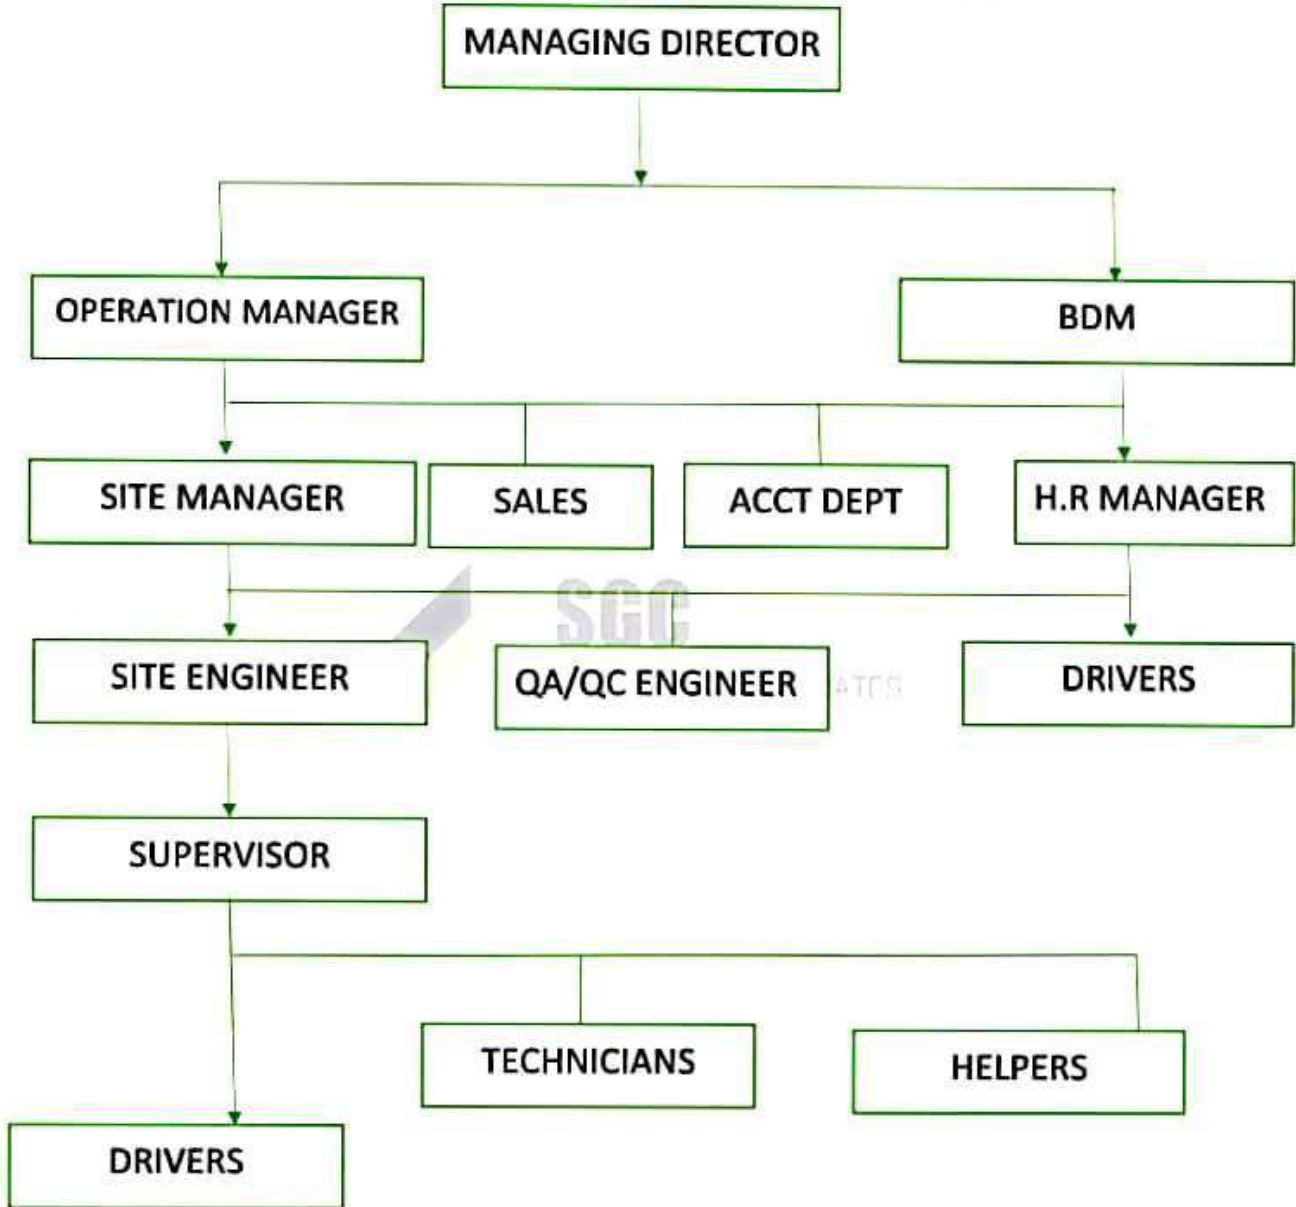 MANAGING DIRECTOR
OPERATION MANAGER
BDM
SITE MANAGER
SALES
ACCT DEPT
H.R MANAGER
SGC
SITE ENGINEER
QA/QC ENGINEER
DRIVERS
SUPERVISOR
TECHNICIANS
HELPERS
DRIVERS